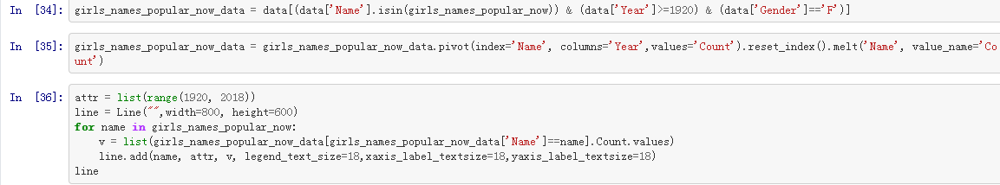 In [34]: girls_names_popular_now_data = data[(data['Name'].isin(girls_names_popular_now)) & (data['Year']>=1920) & (data['Gender']=='F')]
In [35]: girls_names_popular_now_data = girls_names_popular_now_data.pivot(index='Name', columns='Year',values='Count').reset_index().melt('Name', value_name='Co
unt')
In [36]: attr = list(range(1920, 2018))
line = Line("",width=800, height=600)
for name in girls_names_popular_now:
    v = list(girls_names_popular_now_data[girls_names_popular_now_data['Name']==name].Count.values)
    line.add(name, attr, v, legend_text_size=18,xaxis_label_textsize=18,yaxis_label_textsize=18)
line